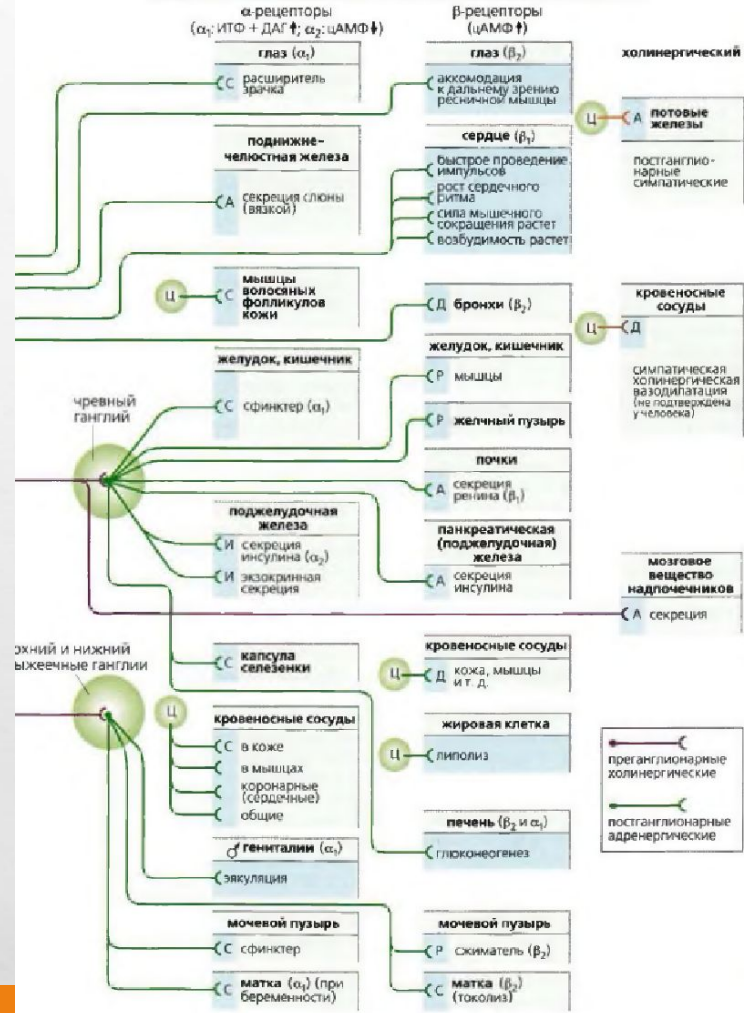 α-рецепторы
(α₁: ИТФ + ДАГ↑; α₂: цАМФ↓)
глаз (α₁)
С расширитель
зрачка
поднижне-
челюстная железа
А секреция слюны
(вязкой)
Ц
С мышцы
волосяных
фолликулов
кожи
желудок, кишечник
С сфинктер (α₁)
чревный
ганглий
поджелудочная
железа
И секреция
инсулина (α₂)
И экзокринная
секреция
С капсула
селезенки
Ц
кровеносные сосуды
С в коже
в мышцах
коронарные
(сердечные)
общие
♂ гениталии (α₁)
эякуляция
мочевой пузырь
С сфинктер
С матка (α₁) (при
беременности)
β-рецепторы
(цАМФ↑)
глаз (β₂)
аккомодация
к дальнему зрению
ресничной мышцы
сердце (β₁)
быстрое проведение
импульсов
рост сердечного
ритма
сила мышечного
сокращения растет
возбудимость растет
Д бронхи (β₂)
желудок, кишечник
Р мышцы
Р желчный пузырь
почки
А секреция
ренина (β₁)
панкреатическая
(поджелудочная)
железа
А секреция
инсулина
кровеносные сосуды
Ц
Д кожа, мышцы
и т. д.
жировая клетка
Ц
липолиз
печень (β₂ и α₁)
глюконеогенез
мочевой пузырь
Р сжиматель (β₂)
С матка (β₂)
(токолиз)
холинергический
Ц
А потовые
железы
постганглио-
нарные
симпатические
кровеносные
сосуды
Ц
Д
симпатическая
холинергическая
вазодилатация
(не подтверждена
у человека)
мозговое
вещество
надпочечников
А секреция
рхний и нижний
ыжеечные ганглии
преганглионарные
холинергические
постганглионарные
адренергические